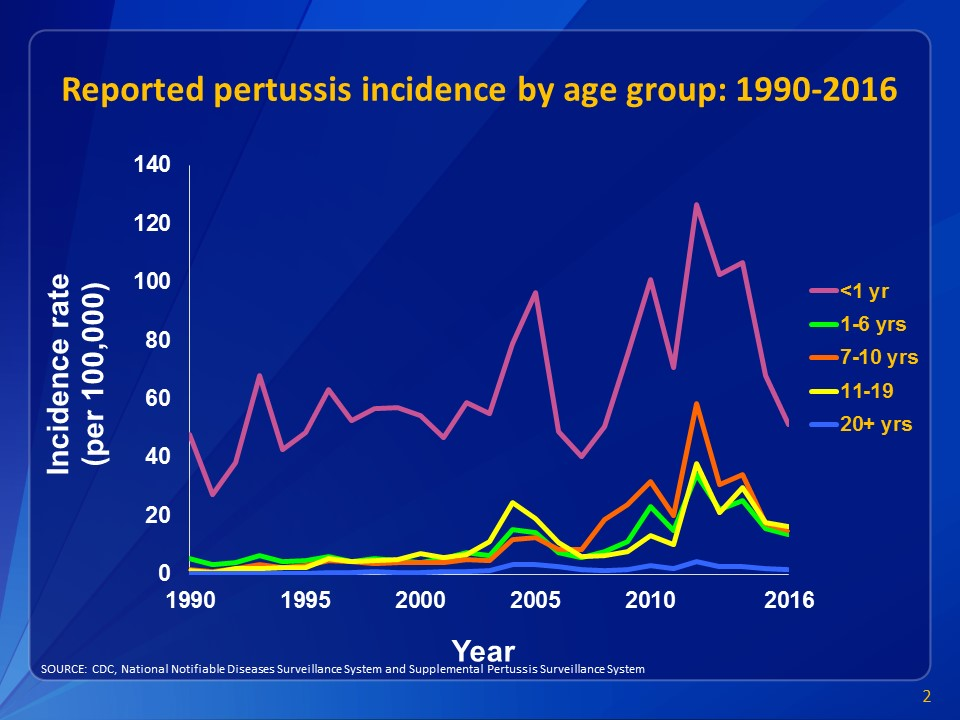 Reported pertussis incidence by age group: 1990-2016
Incidence rate
(per 100,000)
140
120
100
80
60
40
20
0
1990
1995
2000
2005
2010
2016
Year
<1 yr
1-6 yrs
7-10 yrs
11-19
20+ yrs
SOURCE: CDC, National Notifiable Diseases Surveillance System and Supplemental Pertussis Surveillance System
2